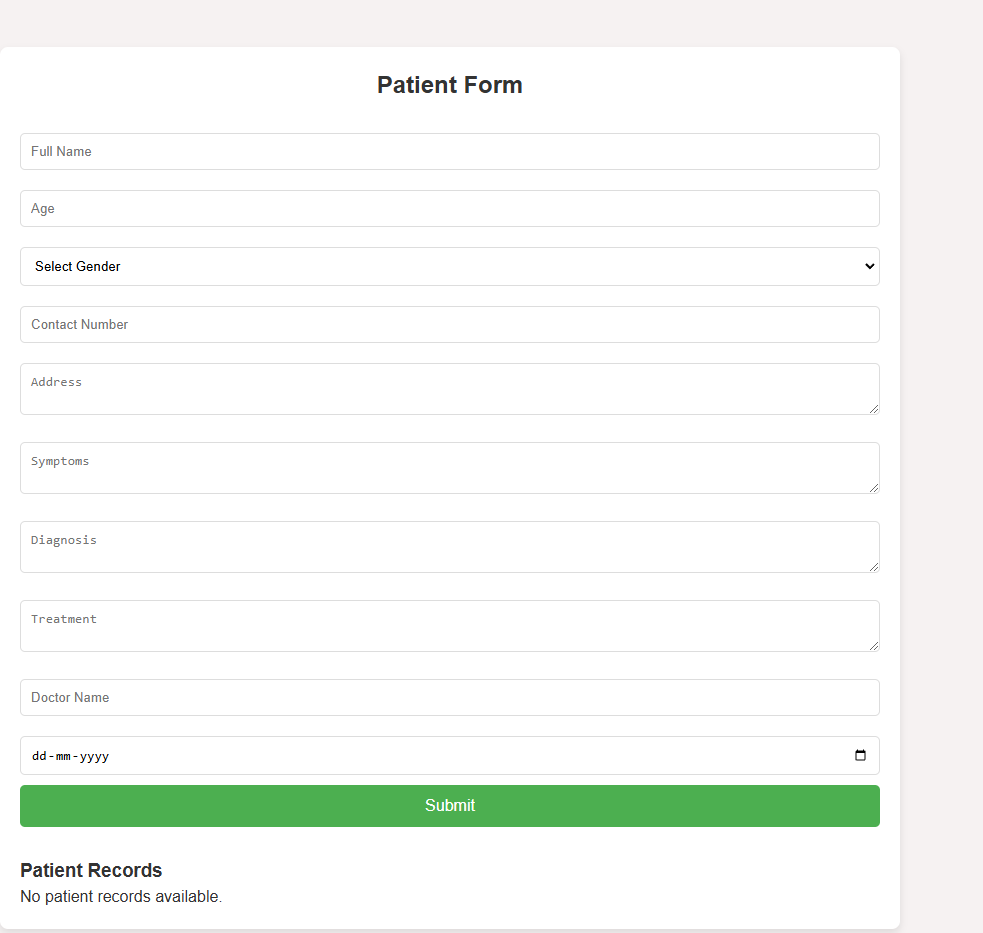 Patient Form
Full Name
Age
Select Gender
Contact Number
Address
Symptoms
Diagnosis
Treatment
Doctor Name
dd-mm-yyyy
Submit
Patient Records
No patient records available.